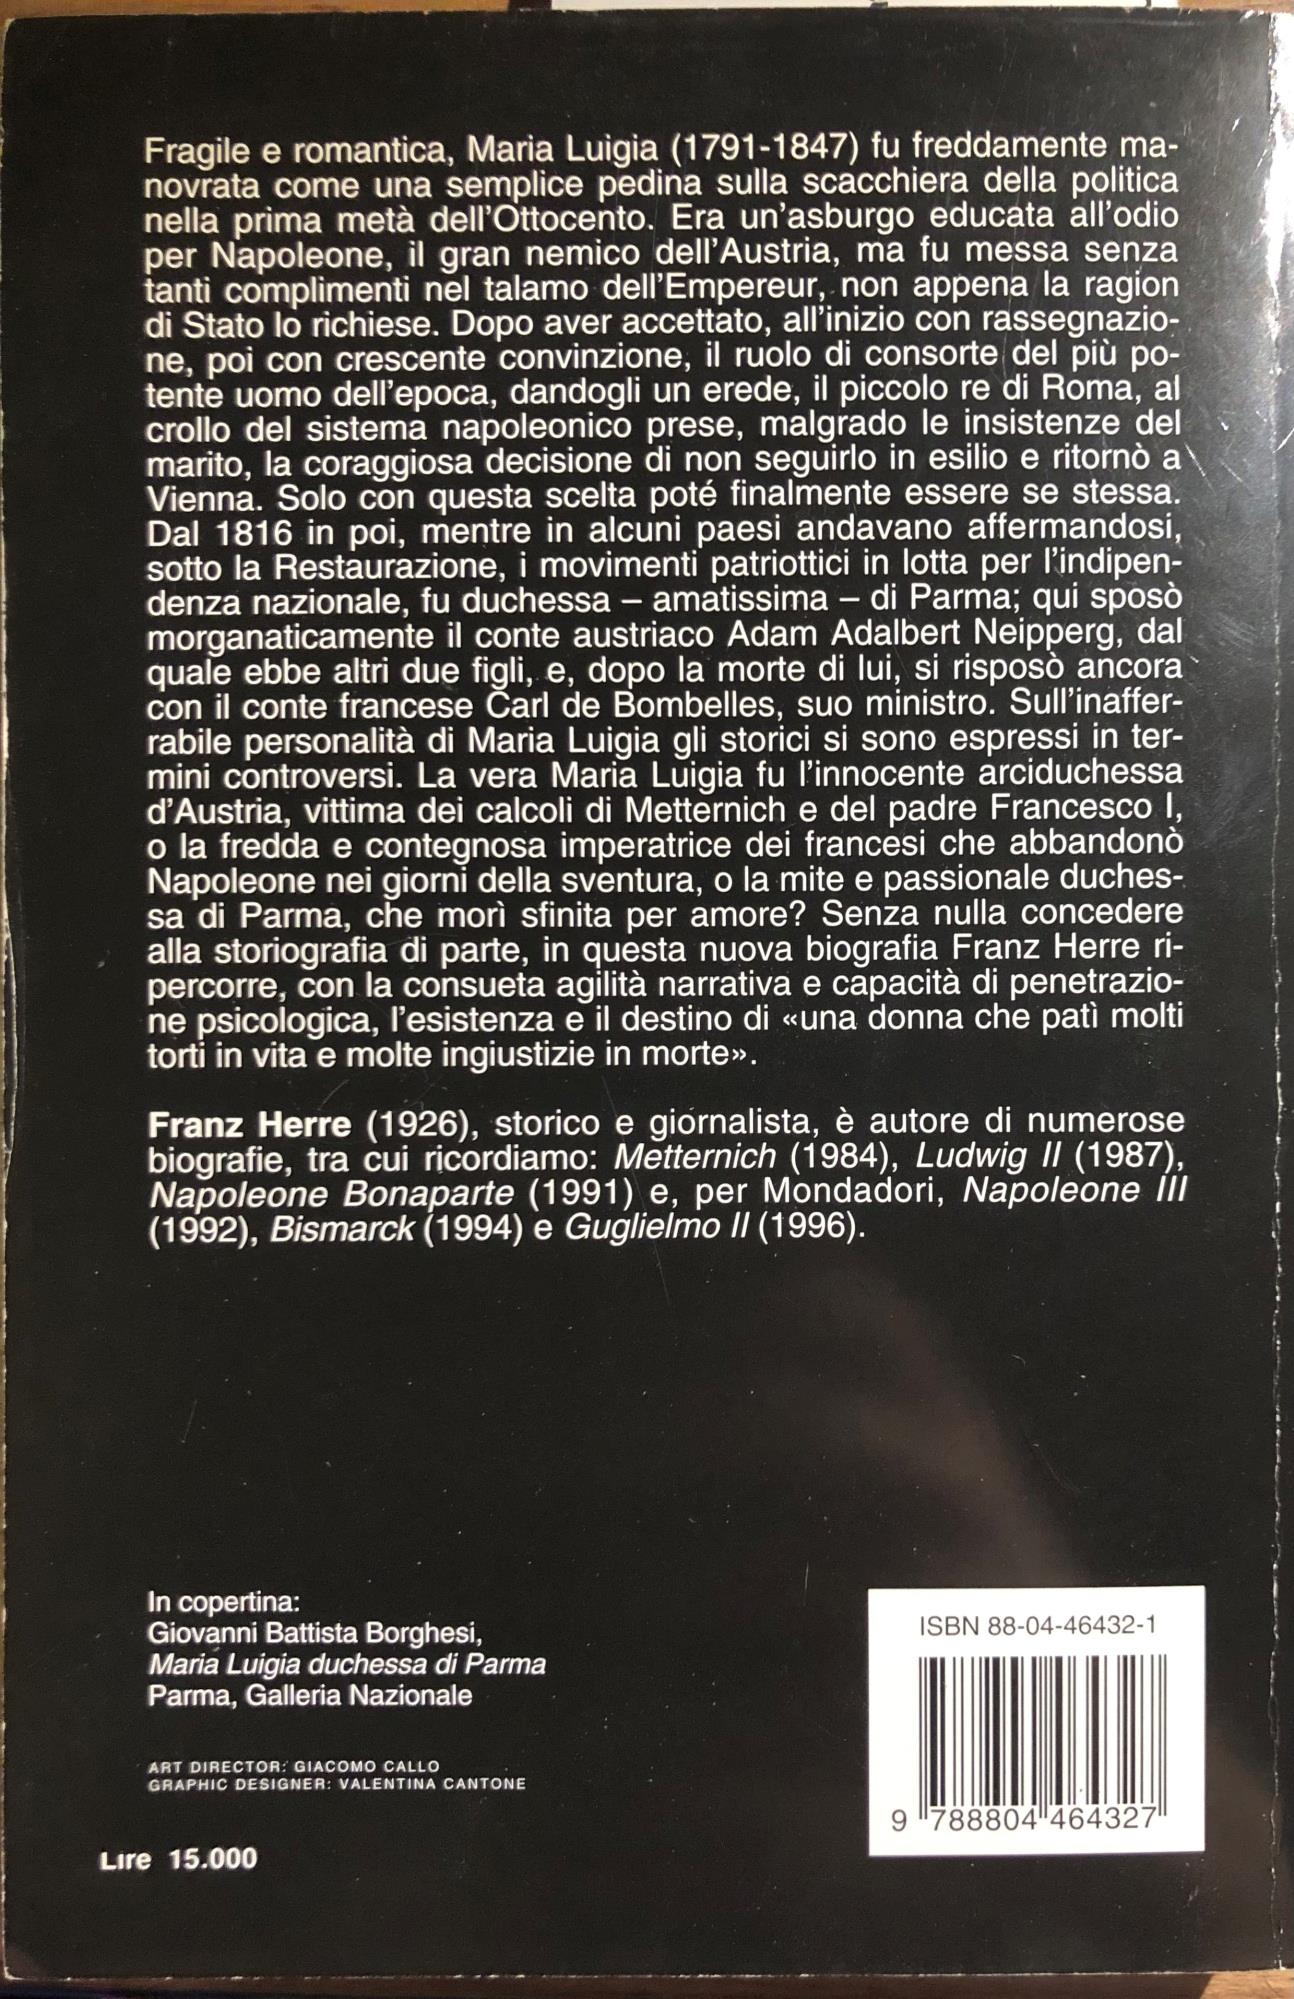 Fragile e romantica, Maria Luigia (1791-1847) fu freddamente ma-
novrata come una semplice pedina sulla scacchiera della politica
nella prima metà dell'Ottocento. Era un'asburgo educata all'odio
per Napoleone, il gran nemico dell'Austria, ma fu messa senza
tanti complimenti nel talamo dell'Empereur, non appena la ragion
di Stato lo richiese. Dopo aver accettato, all'inizio con rassegnazio-
ne, poi con crescente convinzione, il ruolo di consorte del più po-
tente uomo dell'epoca, dandogli un erede, il piccolo re di Roma, al
crollo del sistema napoleonico prese, malgrado le insistenze del
marito, la coraggiosa decisione di non seguirlo in esilio e ritornò a
Vienna. Solo con questa scelta poté finalmente essere se stessa.
Dal 1816 in poi, mentre in alcuni paesi andavano affermandosi,
sotto la Restaurazione, i movimenti patriottici in lotta per l'indipen-
denza nazionale, fu duchessa – amatissima – di Parma; qui sposò
morganaticamente il conte austriaco Adam Adalbert Neipperg, dal
quale ebbe altri due figli, e, dopo la morte di lui, si risposò ancora
con il conte francese Carl de Bombelles, suo ministro. Sull'inaffer-
rabile personalità di Maria Luigia gli storici si sono espressi in ter-
mini controversi. La vera Maria Luigia fu l'innocente arciduchessa
d'Austria, vittima dei calcoli di Metternich e del padre Francesco I,
o la fredda e contegnosa imperatrice dei francesi che abbandonò
Napoleone nei giorni della sventura, o la mite e passionale duches-
sa di Parma, che morì sfinita per amore? Senza nulla concedere
alla storiografia di parte, in questa nuova biografia Franz Herre ri-
percorre, con la consueta agilità narrativa e capacità di penetrazio-
ne psicologica, l'esistenza e il destino di «una donna che patì molti
torti in vita e molte ingiustizie in morte».
Franz Herre (1926), storico e giornalista, è autore di numerose
biografie, tra cui ricordiamo: Metternich (1984), Ludwig II (1987),
Napoleone Bonaparte (1991) e, per Mondadori, Napoleone III
(1992), Bismarck (1994) e Guglielmo II (1996).
In copertina:
Giovanni Battista Borghesi,
Maria Luigia duchessa di Parma
Parma, Galleria Nazionale
ART DIRECTOR: GIACOMO CALLO
GRAPHIC DESIGNER: VALENTINA CANTONE
Lire 15.000
ISBN 88-04-46432-1
9 788804 464327